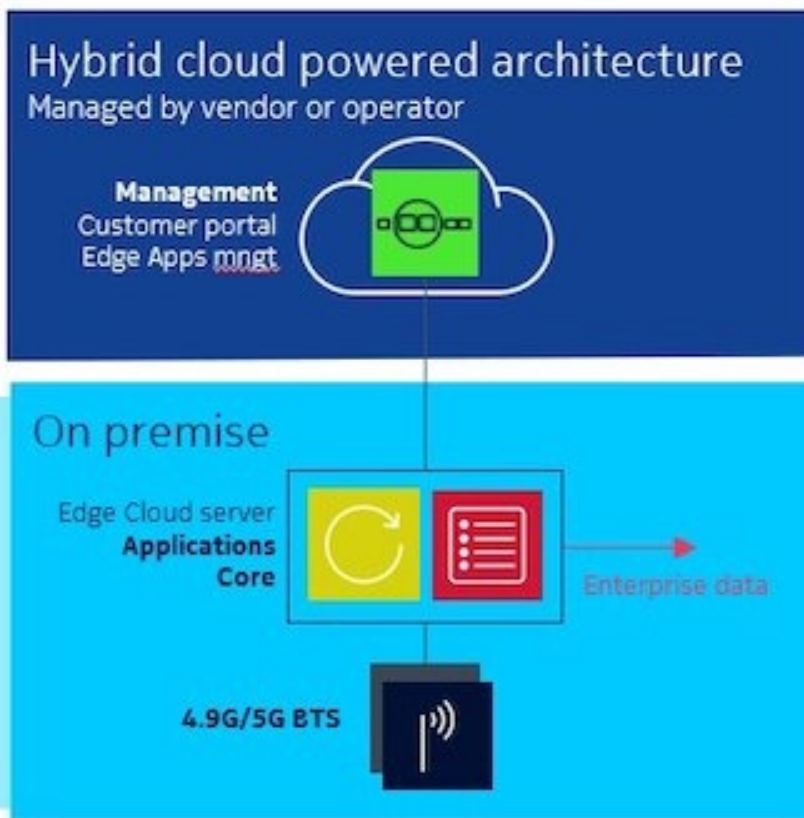 Hybrid cloud powered architecture
Managed by vendor or operator
Management
Customer portal
Edge Apps mngt
On premise
Edge Cloud server
Applications
Core
Enterprise data
4.9G/5G BTS